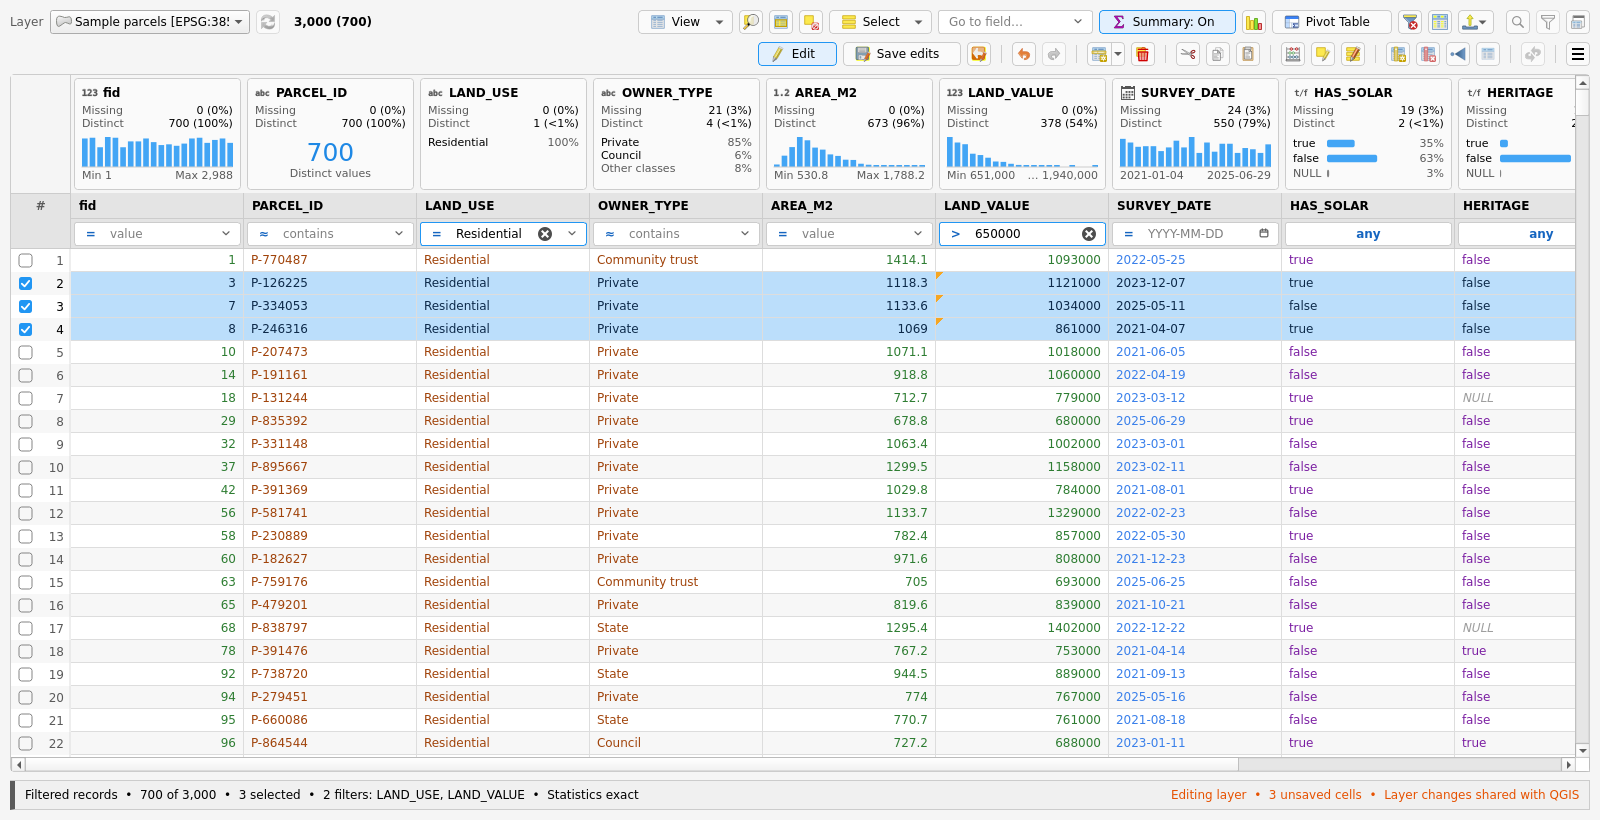 Layer Sample parcels [EPSG:38 3,000 (700) View Select Go to field... Summary: On Pivot Table
Edit Save edits
123 fid abc PARCEL_ID abc LAND_USE abc OWNER_TYPE 1.2 AREA_M2 123 LAND_VALUE SURVEY_DATE t/f HAS_SOLAR t/f HERITAGE
Missing 0 (0%) Missing 0 (0%) Missing 0 (0%) Missing 21 (3%) Missing 0 (0%) Missing 0 (0%) Missing 24 (3%) Missing 19 (3%) Missing
Distinct 700 (100%) Distinct 700 (100%) Distinct 1 (<1%) Distinct 4 (<1%) Distinct 673 (96%) Distinct 378 (54%) Distinct 550 (79%) Distinct 2 (<1%) Distinct 2
700 Residential 100% Private 85% true 35% true
Council 6% false 63% false
Distinct values Other classes 8% NULL 3% NULL
Min 1 Max 2,988 Min 530.8 Max 1,788.2 Min 651,000 ... 1,940,000 2021-01-04 2025-06-29
# fid PARCEL_ID LAND_USE OWNER_TYPE AREA_M2 LAND_VALUE SURVEY_DATE HAS_SOLAR HERITAGE
= value ≈ contains = Residential ≈ contains = value > 650000 = YYYY-MM-DD any any
1 1 P-770487 Residential Community trust 1414.1 1093000 2022-05-25 true false
2 3 P-126225 Residential Private 1118.3 1121000 2023-12-07 true false
3 7 P-334053 Residential Private 1133.6 1034000 2025-05-11 false false
4 8 P-246316 Residential Private 1069 861000 2021-04-07 true false
5 10 P-207473 Residential Private 1071.1 1018000 2021-06-05 false false
6 14 P-191161 Residential Private 918.8 1060000 2022-04-19 false false
7 18 P-131244 Residential Private 712.7 779000 2023-03-12 true NULL
8 29 P-835392 Residential Private 678.8 680000 2025-06-29 true false
9 32 P-331148 Residential Private 1063.4 1002000 2023-03-01 false false
10 37 P-895667 Residential Private 1299.5 1158000 2023-02-11 false false
11 42 P-391369 Residential Private 1029.8 784000 2021-08-01 true false
12 56 P-581741 Residential Private 1133.7 1329000 2022-02-23 false false
13 58 P-230889 Residential Private 782.4 857000 2022-05-30 true false
14 60 P-182627 Residential Private 971.6 808000 2021-12-23 false false
15 63 P-759176 Residential Community trust 705 693000 2025-06-25 false false
16 65 P-479201 Residential Private 819.6 839000 2021-10-21 false false
17 68 P-838797 Residential State 1295.4 1402000 2022-12-22 true NULL
18 78 P-391476 Residential Private 767.2 753000 2021-04-14 false true
19 92 P-738720 Residential State 944.5 889000 2021-09-13 false false
20 94 P-279451 Residential Private 774 767000 2025-05-16 false false
21 95 P-660086 Residential State 770.7 761000 2021-08-18 false false
22 96 P-864544 Residential Council 727.2 688000 2023-01-11 true true
Filtered records • 700 of 3,000 • 3 selected • 2 filters: LAND_USE, LAND_VALUE • Statistics exact Editing layer • 3 unsaved cells • Layer changes shared with QGIS